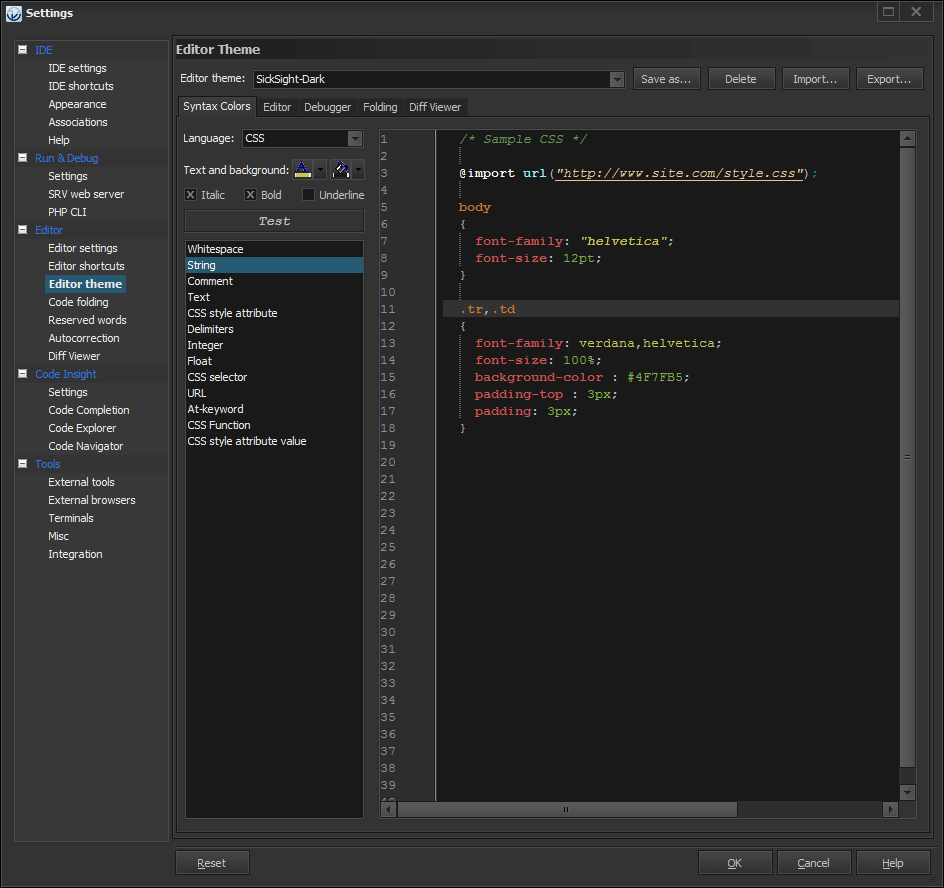 Settings
IDE
IDE settings
IDE shortcuts
Appearance
Associations
Help
Run & Debug
Settings
SRV web server
PHP CLI
Editor
Editor settings
Editor shortcuts
Editor theme
Code folding
Reserved words
Autocorrection
Diff Viewer
Code Insight
Settings
Code Completion
Code Explorer
Code Navigator
Tools
External tools
External browsers
Terminals
Misc
Integration
Editor Theme
Editor theme: SickSight-Dark Save as... Delete Import... Export...
Syntax Colors Editor Debugger Folding Diff Viewer
Language: CSS
Text and background:
Italic Bold Underline
Test
Whitespace
String
Comment
Text
CSS style attribute
Delimiters
Integer
Float
CSS selector
URL
At-keyword
CSS Function
CSS style attribute value
1 /* Sample CSS */
2
3 @import url("http://www.site.com/style.css");
4
5 body
6 {
7 font-family: "helvetica";
8 font-size: 12pt;
9 }
10
11 .tr,.td
12 {
13 font-family: verdana,helvetica;
14 font-size: 100%;
15 background-color : #4F7FB5;
16 padding-top : 3px;
17 padding: 3px;
18 }
19
20
21
22
23
24
25
26
27
28
29
30
31
32
33
34
35
36
37
38
39
40
Reset OK Cancel Help